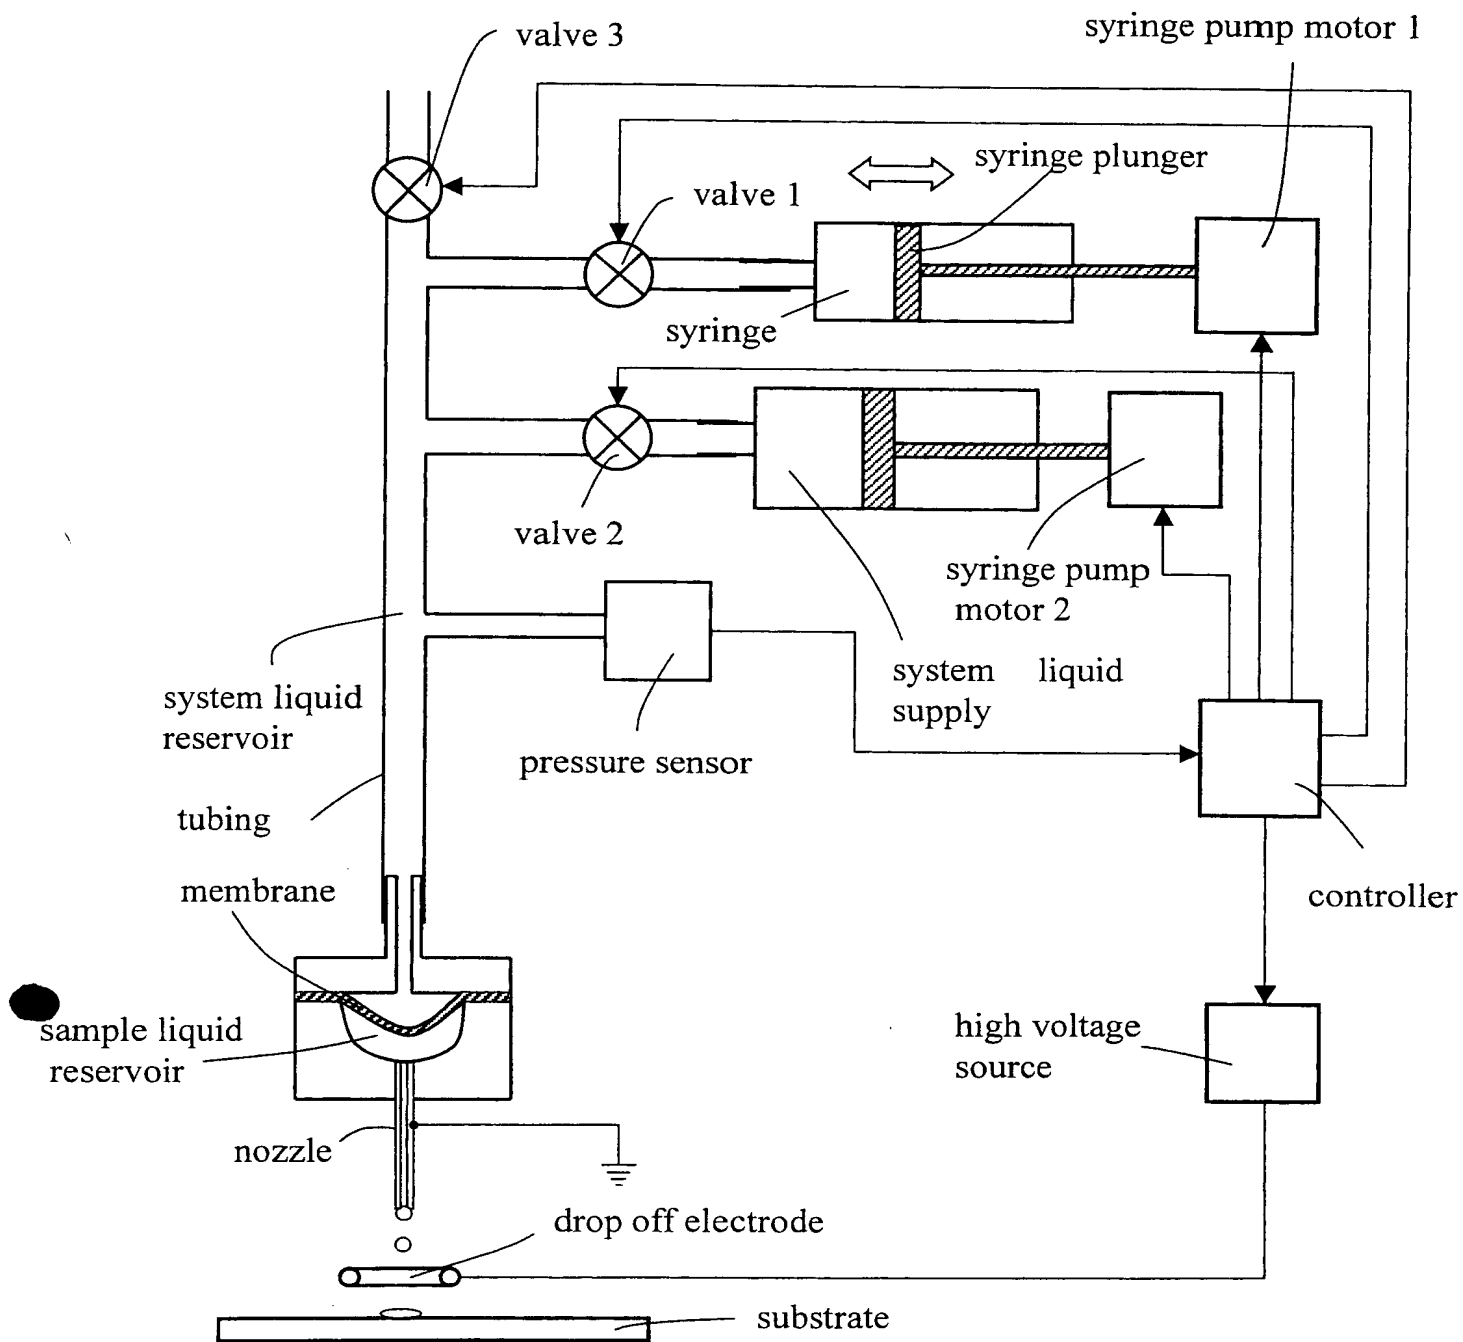 syringe pump motor 1
valve 3
syringe plunger
valve 1
syringe
valve 2
syringe pump
motor 2
system liquid
supply
system liquid
reservoir
pressure sensor
tubing
membrane
controller
sample liquid
reservoir
high voltage
source
nozzle
drop off electrode
substrate